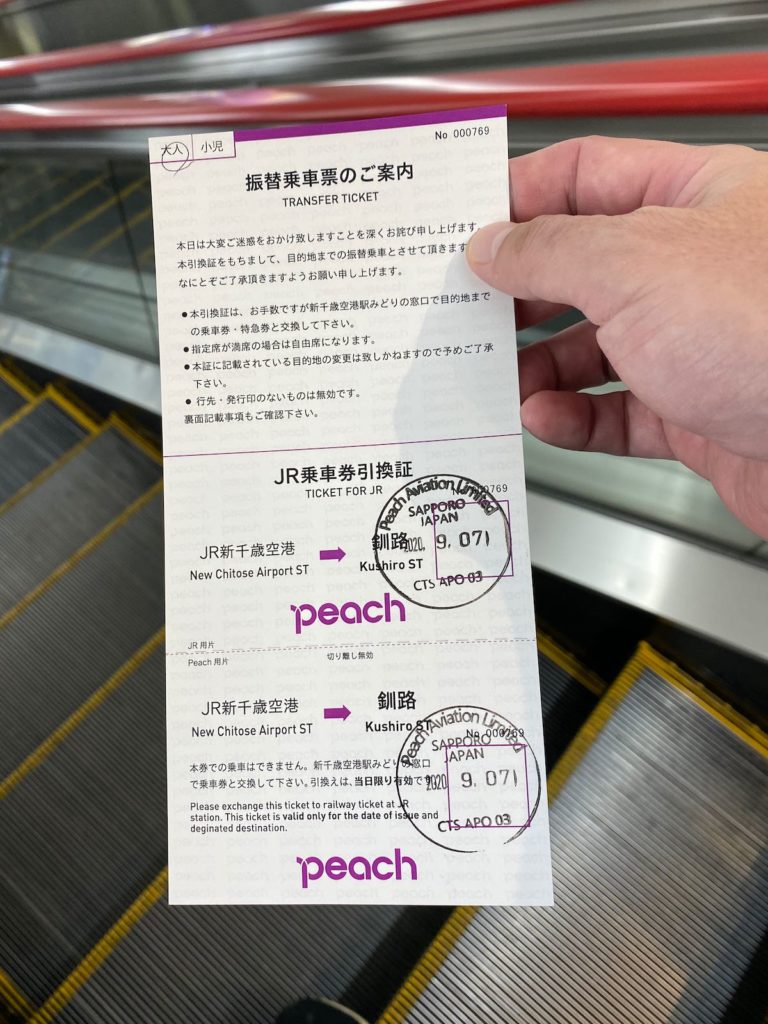 大人 小児
No 000769
振替乗車票のご案内
TRANSFER TICKET
本日は大変ご迷惑をおかけ致しますことを深くお詫び申し上げます。
本引換証をもちまして、目的地までの振替乗車とさせて頂きます
なにとぞご了承頂きますようお願い申し上げます。
●本引換証は、お手数ですが新千歳空港駅みどりの窓口で目的地まで
の乗車券・特急券と交換して下さい。
●指定席が満席の場合は自由席になります。
●本証に記載されている目的地の変更は致しかねますので予めご了承
下さい。
● 行先・発行印のないものは無効です。
裏面記載事項もご確認下さい。
JR乗車券引換証
TICKET FOR JR
No 000769
Peach Aviation Limited
SAPPORO
JAPAN
2020. 9. 07
CTS APO 03
JR新千歳空港 → 釧路
New Chitose Airport ST Kushiro ST
peach
JR 用片
Peach 用片 切り離し無効
JR新千歳空港 → 釧路
New Chitose Airport ST Kushiro ST
Peach Aviation Limited
No
SAPPORO
JAPAN
2020 9. 07
CTS APO 03
本券での乗車はできません。新千歳空港駅みどりの窓口
で乗車券と交換して下さい。引換えは、当日限り有効です
Please exchange this ticket to railway ticket at JR
station. This ticket is valid only for the date of issue and
deginated destination.
peach